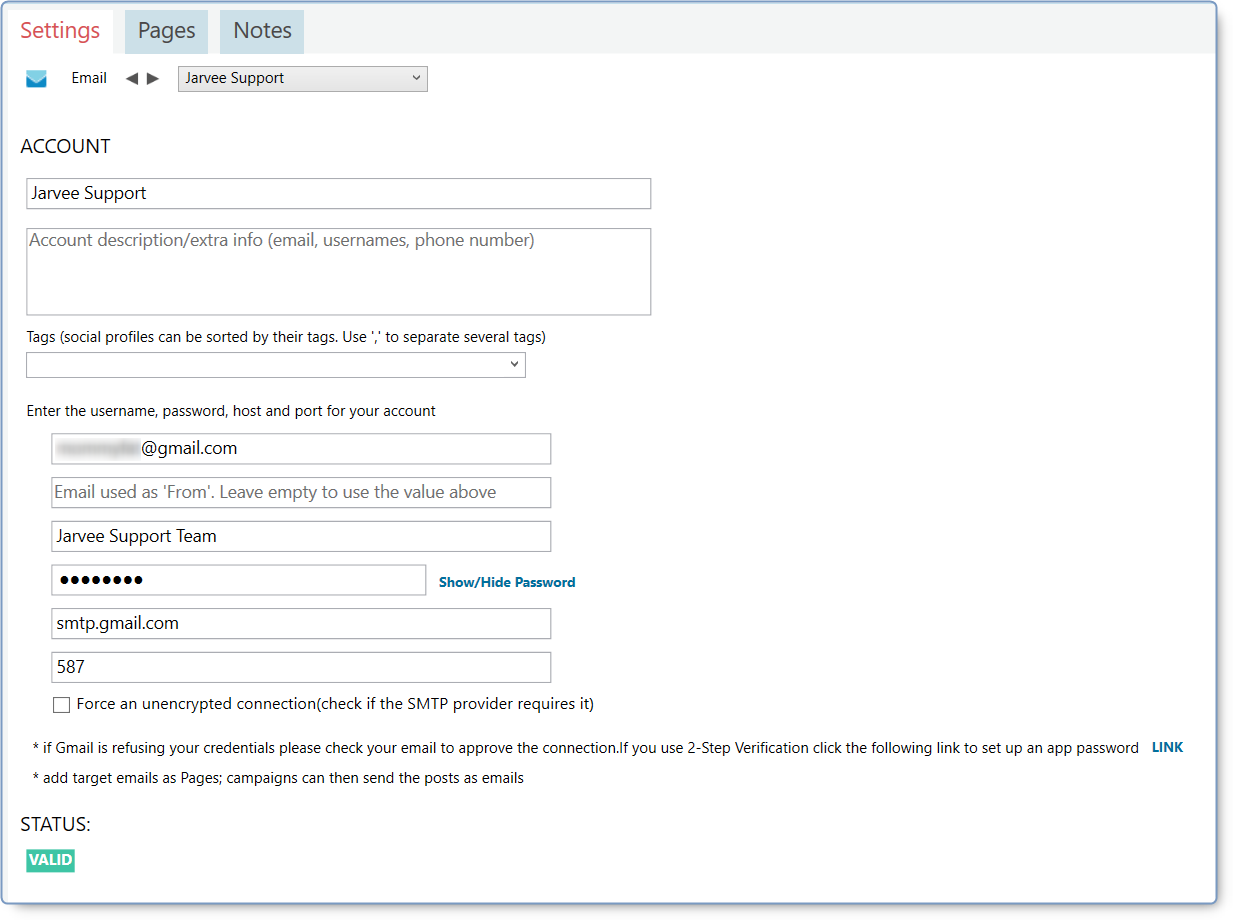 Settings Pages Notes
Email Jarvee Support
ACCOUNT
Jarvee Support
Account description/extra info (email, usernames, phone number)
Tags (social profiles can be sorted by their tags. Use ',' to separate several tags)
Enter the username, password, host and port for your account
@gmail.com
Email used as 'From'. Leave empty to use the value above
Jarvee Support Team
●●●●●●●● Show/Hide Password
smtp.gmail.com
587
Force an unencrypted connection(check if the SMTP provider requires it)
* if Gmail is refusing your credentials please check your email to approve the connection.If you use 2-Step Verification click the following link to set up an app password LINK
* add target emails as Pages; campaigns can then send the posts as emails
STATUS:
VALID